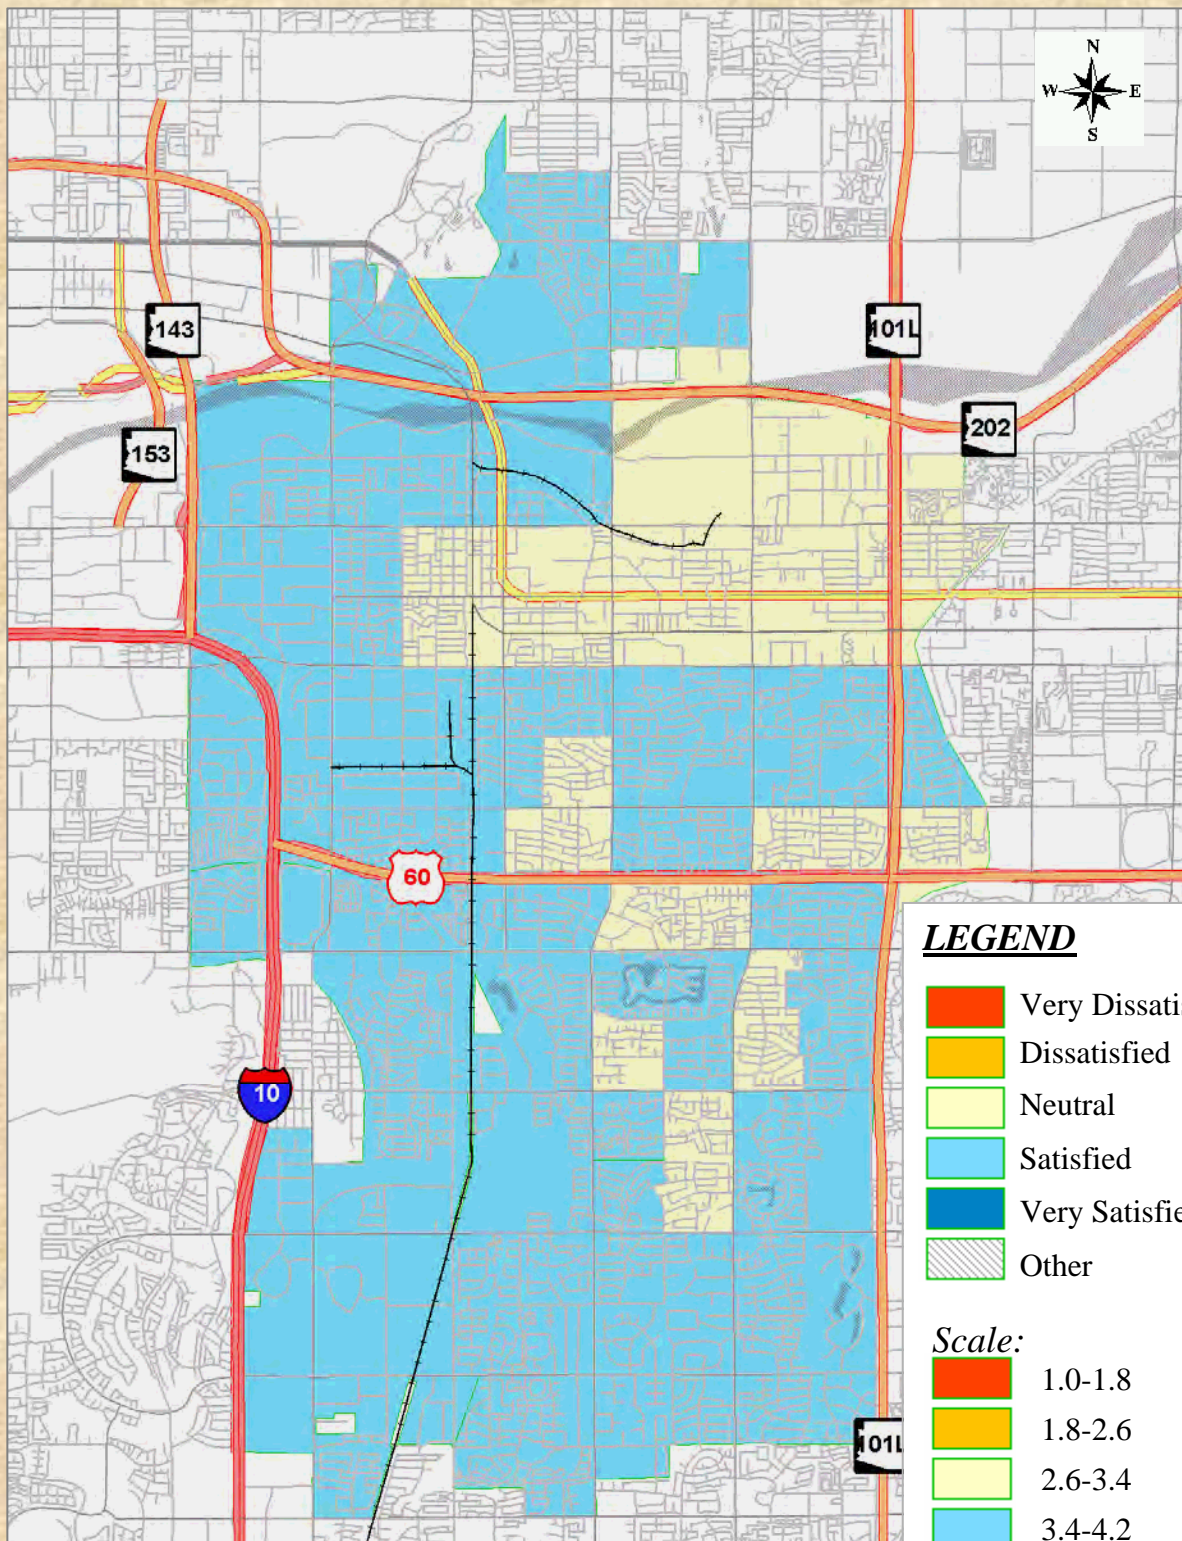 N
W E
S
143
101L
202
153
60
10
LEGEND
Very Dissatis
Dissatisfied
Neutral
Satisfied
Very Satisfie
Other
Scale:
1.0-1.8
1.8-2.6
2.6-3.4
3.4-4.2
101L